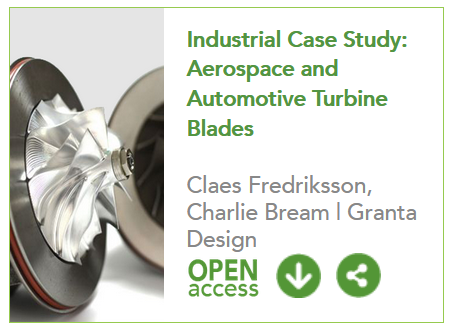 Industrial Case Study:
Aerospace and
Automotive Turbine
Blades
Claes Fredriksson,
Charlie Bream | Granta
Design
OPEN
access